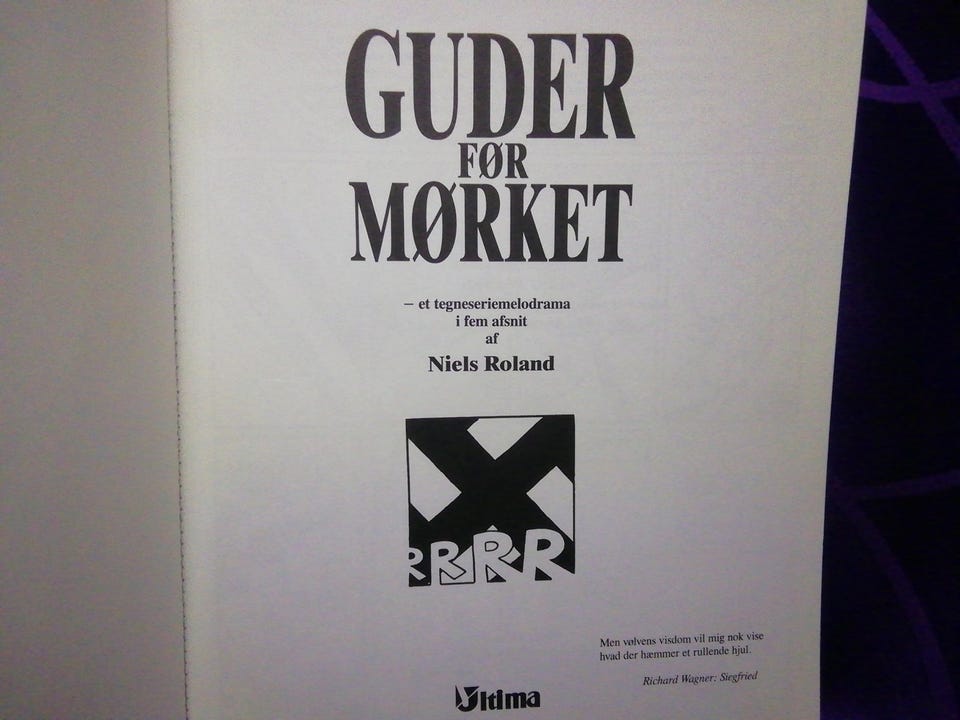 GUDER
FØR
MØRKET
– et tegneseriemelodrama
i fem afsnit
af
Niels Roland
RRRR
Men vølvens visdom vil mig nok vise
hvad der hæmmer et rullende hjul.
Richard Wagner: Siegfried
Ultima